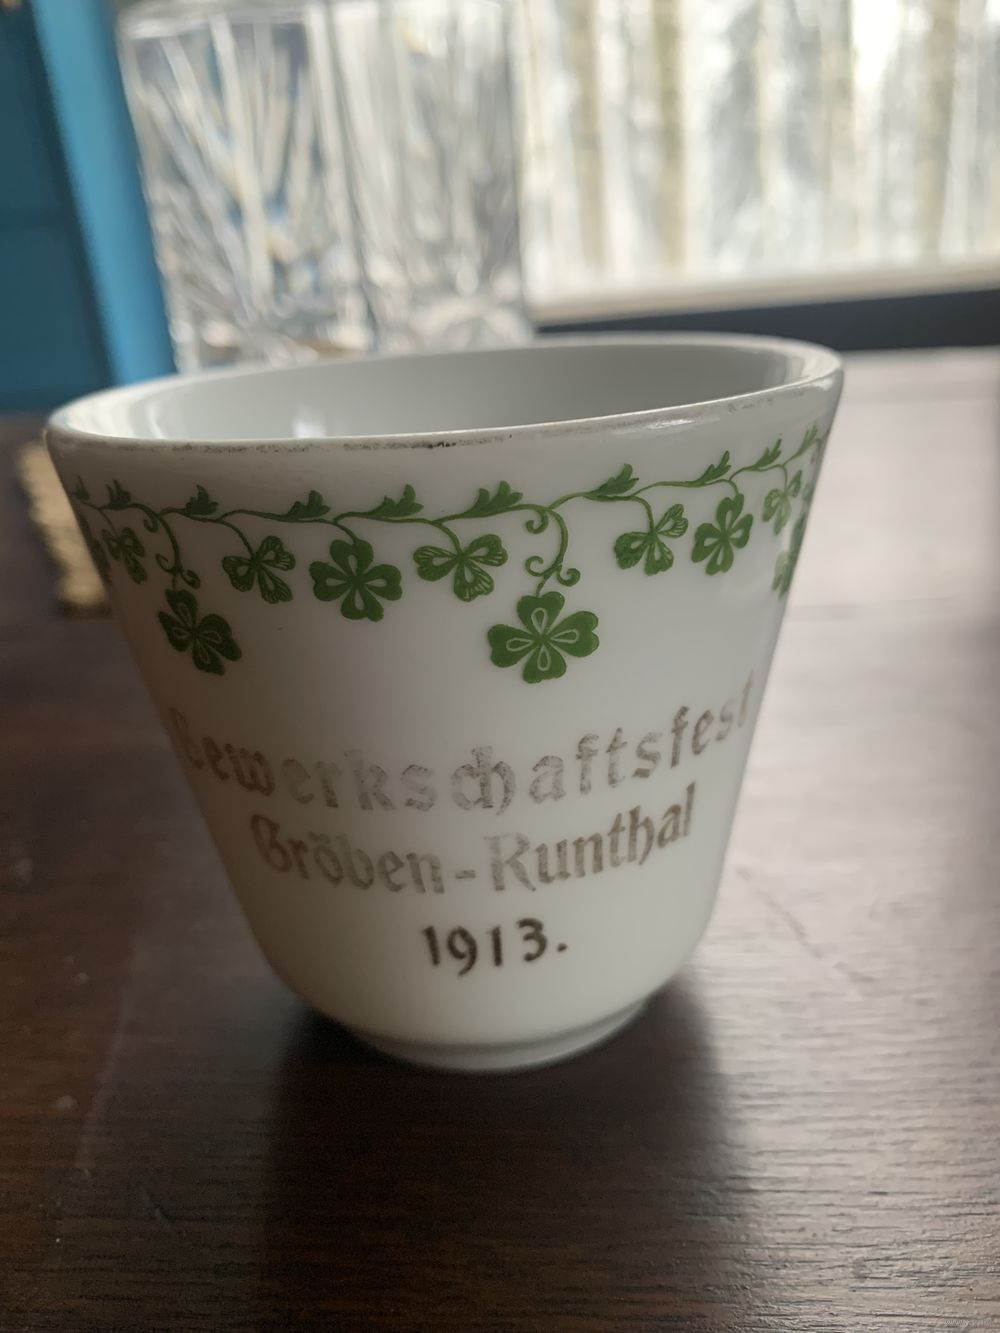 Gewerkschaftsfest
Gröben-Runthal
1913.